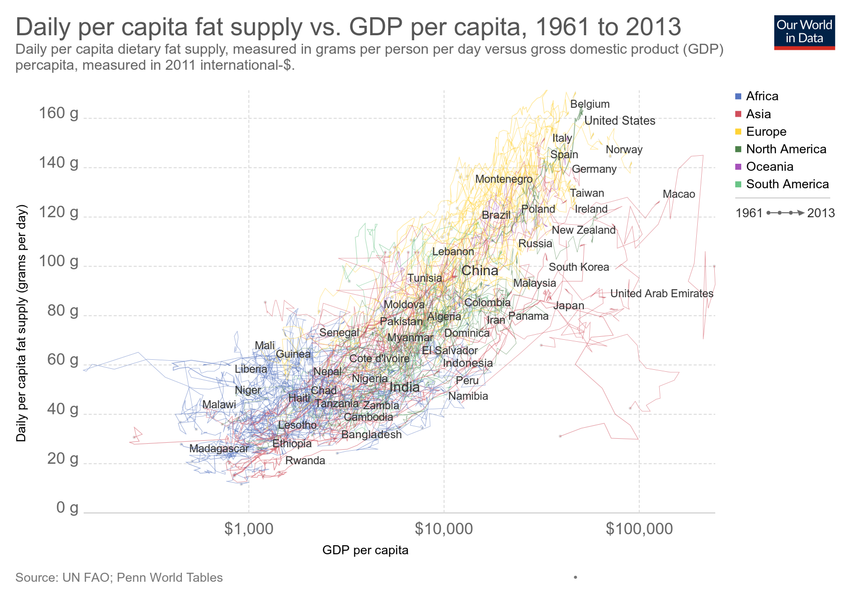 Daily per capita fat supply vs. GDP per capita, 1961 to 2013
Daily per capita dietary fat supply, measured in grams per person per day versus gross domestic product (GDP)
percapita, measured in 2011 international-$.
Our World
in Data
Africa
Asia
Europe
North America
Oceania
South America
1961
2013
Daily per capita fat supply (grams per day)
160 g
140 g
120 g
100 g
80 g
60 g
40 g
20 g
0 g
Belgium
United States
Italy
Norway
Spain
Germany
Montenegro
Taiwan
Macao
Brazil
Poland
Ireland
New Zealand
Russia
Lebanon
South Korea
China
Tunisia
Malaysia
United Arab Emirates
Moldova
Colombia
Japan
Algeria
Panama
Pakistan
Iran
Senegal
Dominica
Myanmar
Mali
Guinea
El Salvador
Cote d'Ivoire
Indonesia
Liberia
Nepal
Nigeria
Peru
India
Niger
Chad
Namibia
Haiti
Malawi
Tanzania
Zambia
Cambodia
Lesotho
Bangladesh
Madagascar
Ethiopia
Rwanda
$1,000
$10,000
$100,000
GDP per capita
Source: UN FAO; Penn World Tables